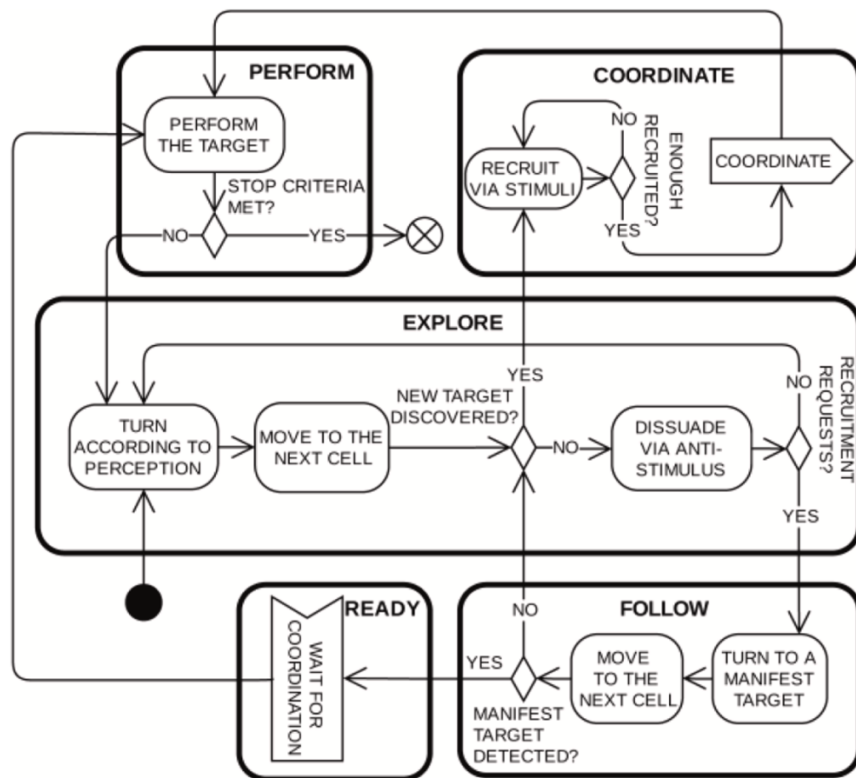 PERFORM
PERFORM
THE TARGET
STOP CRITERIA
MET?
NO
YES
COORDINATE
RECRUIT
VIA STIMULI
NO
ENOUGH
RECRUITED?
YES
COORDINATE
EXPLORE
TURN
ACCORDING TO
PERCEPTION
MOVE TO THE
NEXT CELL
NEW TARGET
DISCOVERED?
YES
NO
DISSUADE
VIA ANTI-
STIMULUS
NO
RECRUITMENT
REQUESTS?
YES
READY
WAIT FOR
COORDINATION
FOLLOW
NO
YES
MANIFEST
TARGET
DETECTED?
MOVE
TO THE
NEXT CELL
TURN TO A
MANIFEST
TARGET